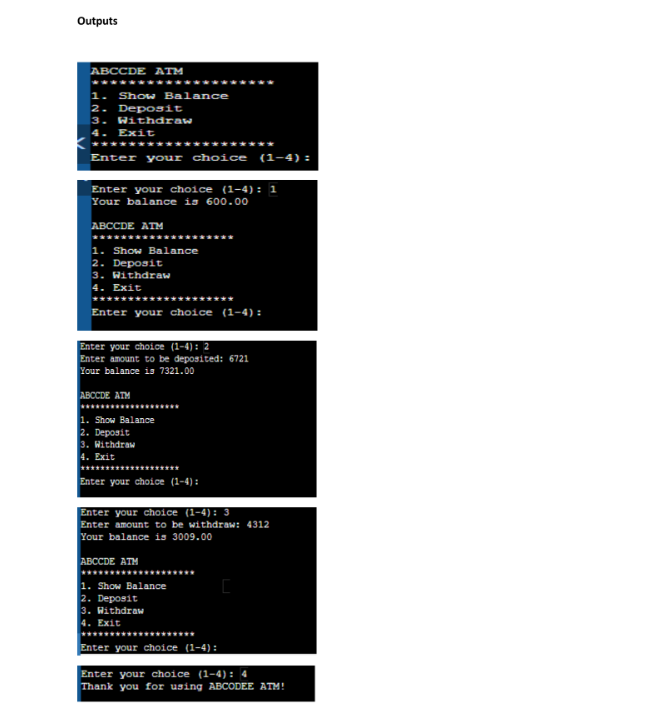 Outputs
ABCCDE ATM
********************
1. Show Balance
2. Deposit
3. Withdraw
4. Exit
********************
Enter your choice (1-4):
Enter your choice (1-4): 1
Your balance is 600.00
ABCCDE ATM
********************
1. Show Balance
2. Deposit
3. Withdraw
4. Exit
********************
Enter your choice (1-4):
Enter your choice (1-4): 2
Enter amount to be deposited: 6721
Your balance is 7321.00
ABCCDE ATM
********************
1. Show Balance
2. Deposit
3. Withdraw
4. Exit
********************
Enter your choice (1-4):
Enter your choice (1-4): 3
Enter amount to be withdraw: 4312
Your balance is 3009.00
ABCCDE ATM
********************
1. Show Balance
2. Deposit
3. Withdraw
4. Exit
********************
Enter your choice (1-4):
Enter your choice (1-4): 4
Thank you for using ABCODEE ATM!